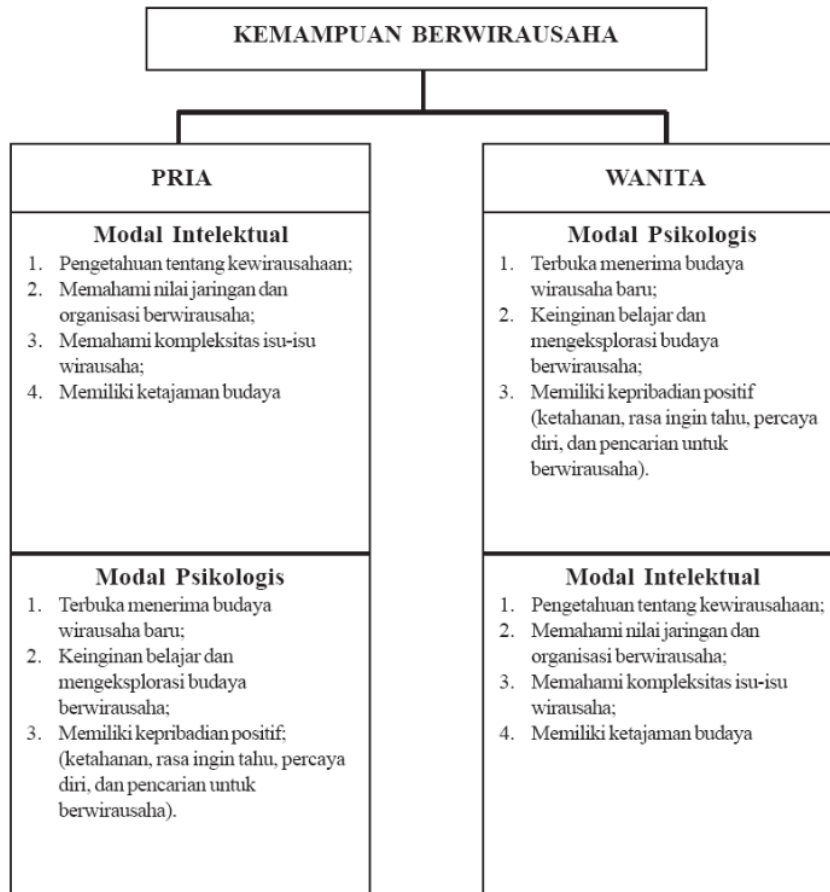 KEMAMPUAN BERWIRAUSAHA
PRIA
Modal Intelektual
1. Pengetahuan tentang kewirausahaan;
2. Memahami nilai jaringan dan
organisasi berwirausaha;
3. Memahami kompleksitas isu-isu
wirausaha;
4. Memiliki ketajaman budaya
Modal Psikologis
1. Terbuka menerima budaya
wirausaha baru;
2. Keinginan belajar dan
mengeksplorasi budaya
berwirausaha;
3. Memiliki kepribadian positif;
(ketahanan, rasa ingin tahu, percaya
diri, dan pencarian untuk
berwirausaha).
WANITA
Modal Psikologis
1. Terbuka menerima budaya
wirausaha baru;
2. Keinginan belajar dan
mengeksplorasi budaya
berwirausaha;
3. Memiliki kepribadian positif
(ketahanan, rasa ingin tahu, percaya
diri, dan pencarian untuk
berwirausaha).
Modal Intelektual
1. Pengetahuan tentang kewirausahaan;
2. Memahami nilai jaringan dan
organisasi berwirausaha;
3. Memahami kompleksitas isu-isu
wirausaha;
4. Memiliki ketajaman budaya